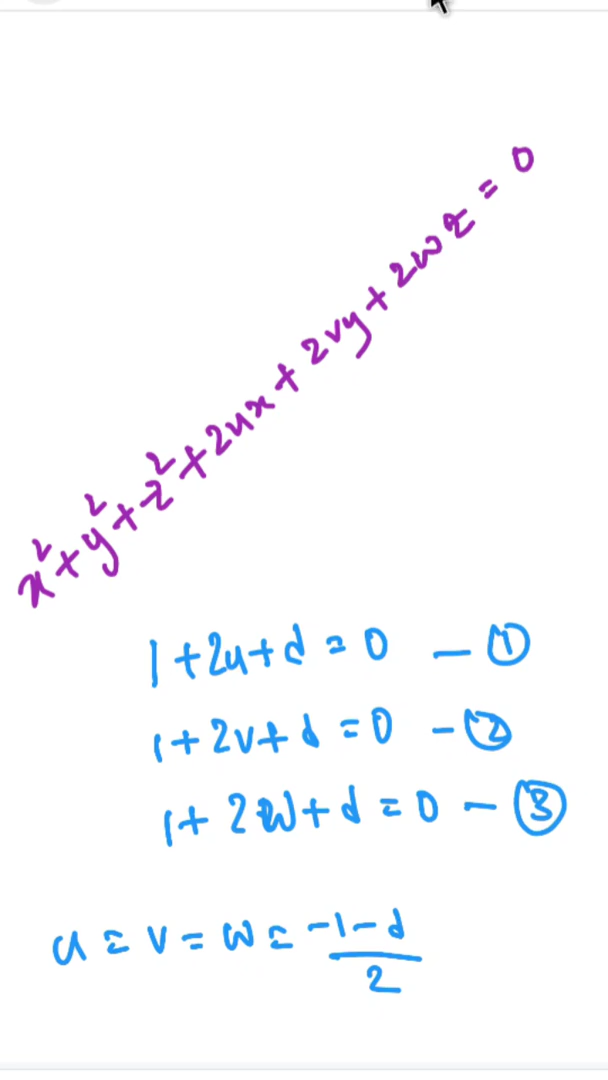 x² + y² + z² + 2ux + 2vy + 2wz = 0
1 + 2u + d = 0 — ①
1 + 2v + d = 0 — ②
1 + 2w + d = 0 — ③
u = v = w = (-1-d)/2